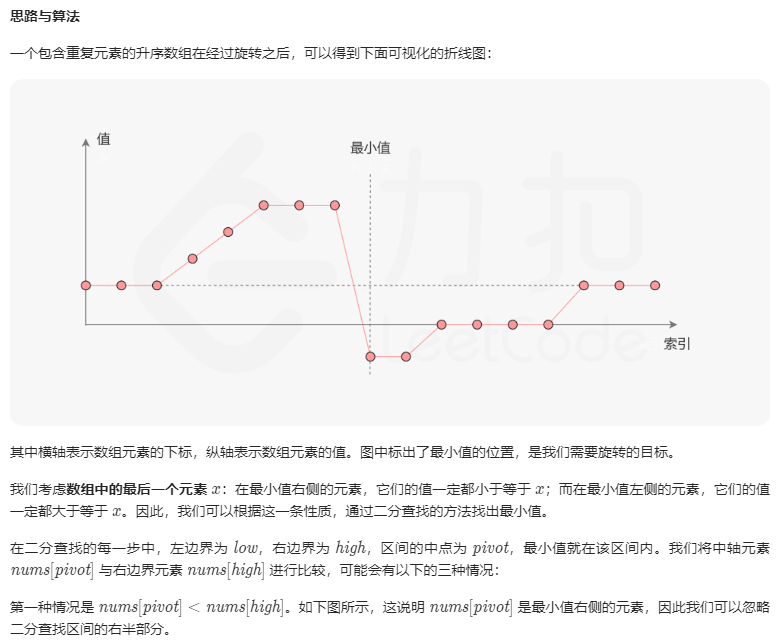 思路与算法
一个包含重复元素的升序数组在经过旋转之后，可以得到下面可视化的折线图：
值
最小值
力扣
LeetCode
索引
其中横轴表示数组元素的下标，纵轴表示数组元素的值。图中标出了最小值的位置，是我们需要旋转的目标。
我们考虑数组中的最后一个元素 x：在最小值右侧的元素，它们的值一定都小于等于 x；而在最小值左侧的元素，它们的值
一定都大于等于 x。因此，我们可以根据这一条性质，通过二分查找的方法找出最小值。
在二分查找的每一步中，左边界为 low，右边界为 high，区间的中点为 pivot，最小值就在该区间内。我们将中轴元素
nums[pivot] 与右边界元素 nums[high] 进行比较，可能会有以下的三种情况：
第一种情况是 nums[pivot] < nums[high]。如下图所示，这说明 nums[pivot] 是最小值右侧的元素，因此我们可以忽略
二分查找区间的右半部分。